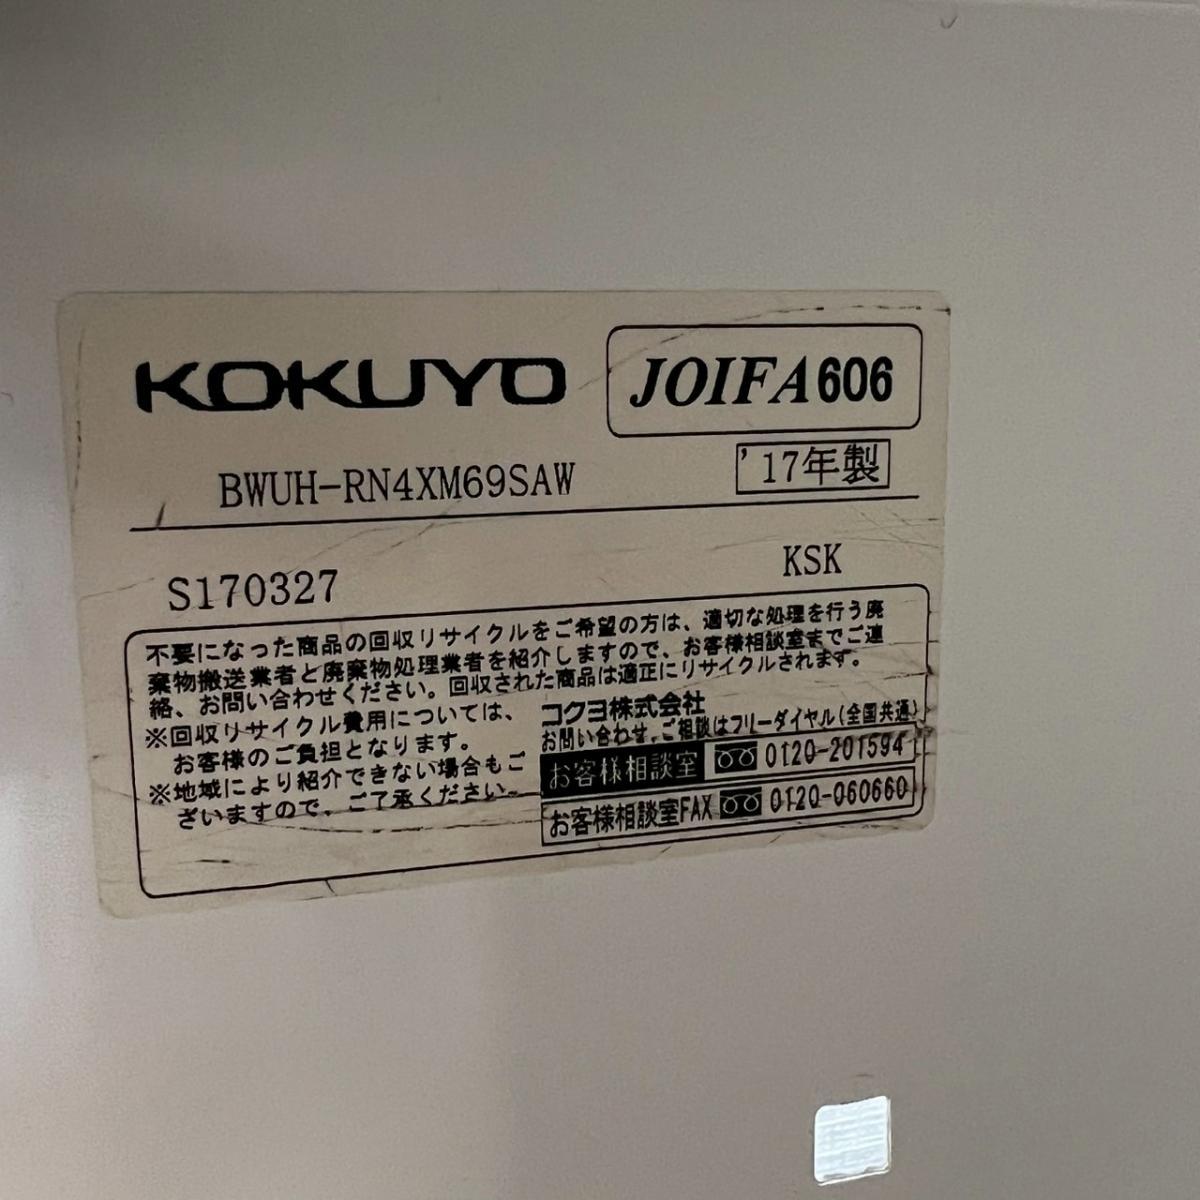 KOKUYO
JOIFA606
BWUH-RN4XM69SAW
'17年製
S170327
KSK
不要になった商品の回収リサイクルをご希望の方は、適切な処理を行う廃
棄物搬送業者と廃棄物処理業者を紹介しますので、お客様相談室までご連
絡、お問い合わせください。回収された商品は適正にリサイクルされます。
※回収リサイクル費用については、
お客様のご負担となります。
※地域により紹介できない場合もご
ざいますので、ご了承ください。
コクヨ株式会社
お問い合わせ、ご相談はフリーダイヤル(全国共通)
お客様相談室 0120-201594
お客様相談室FAX 0120-060660